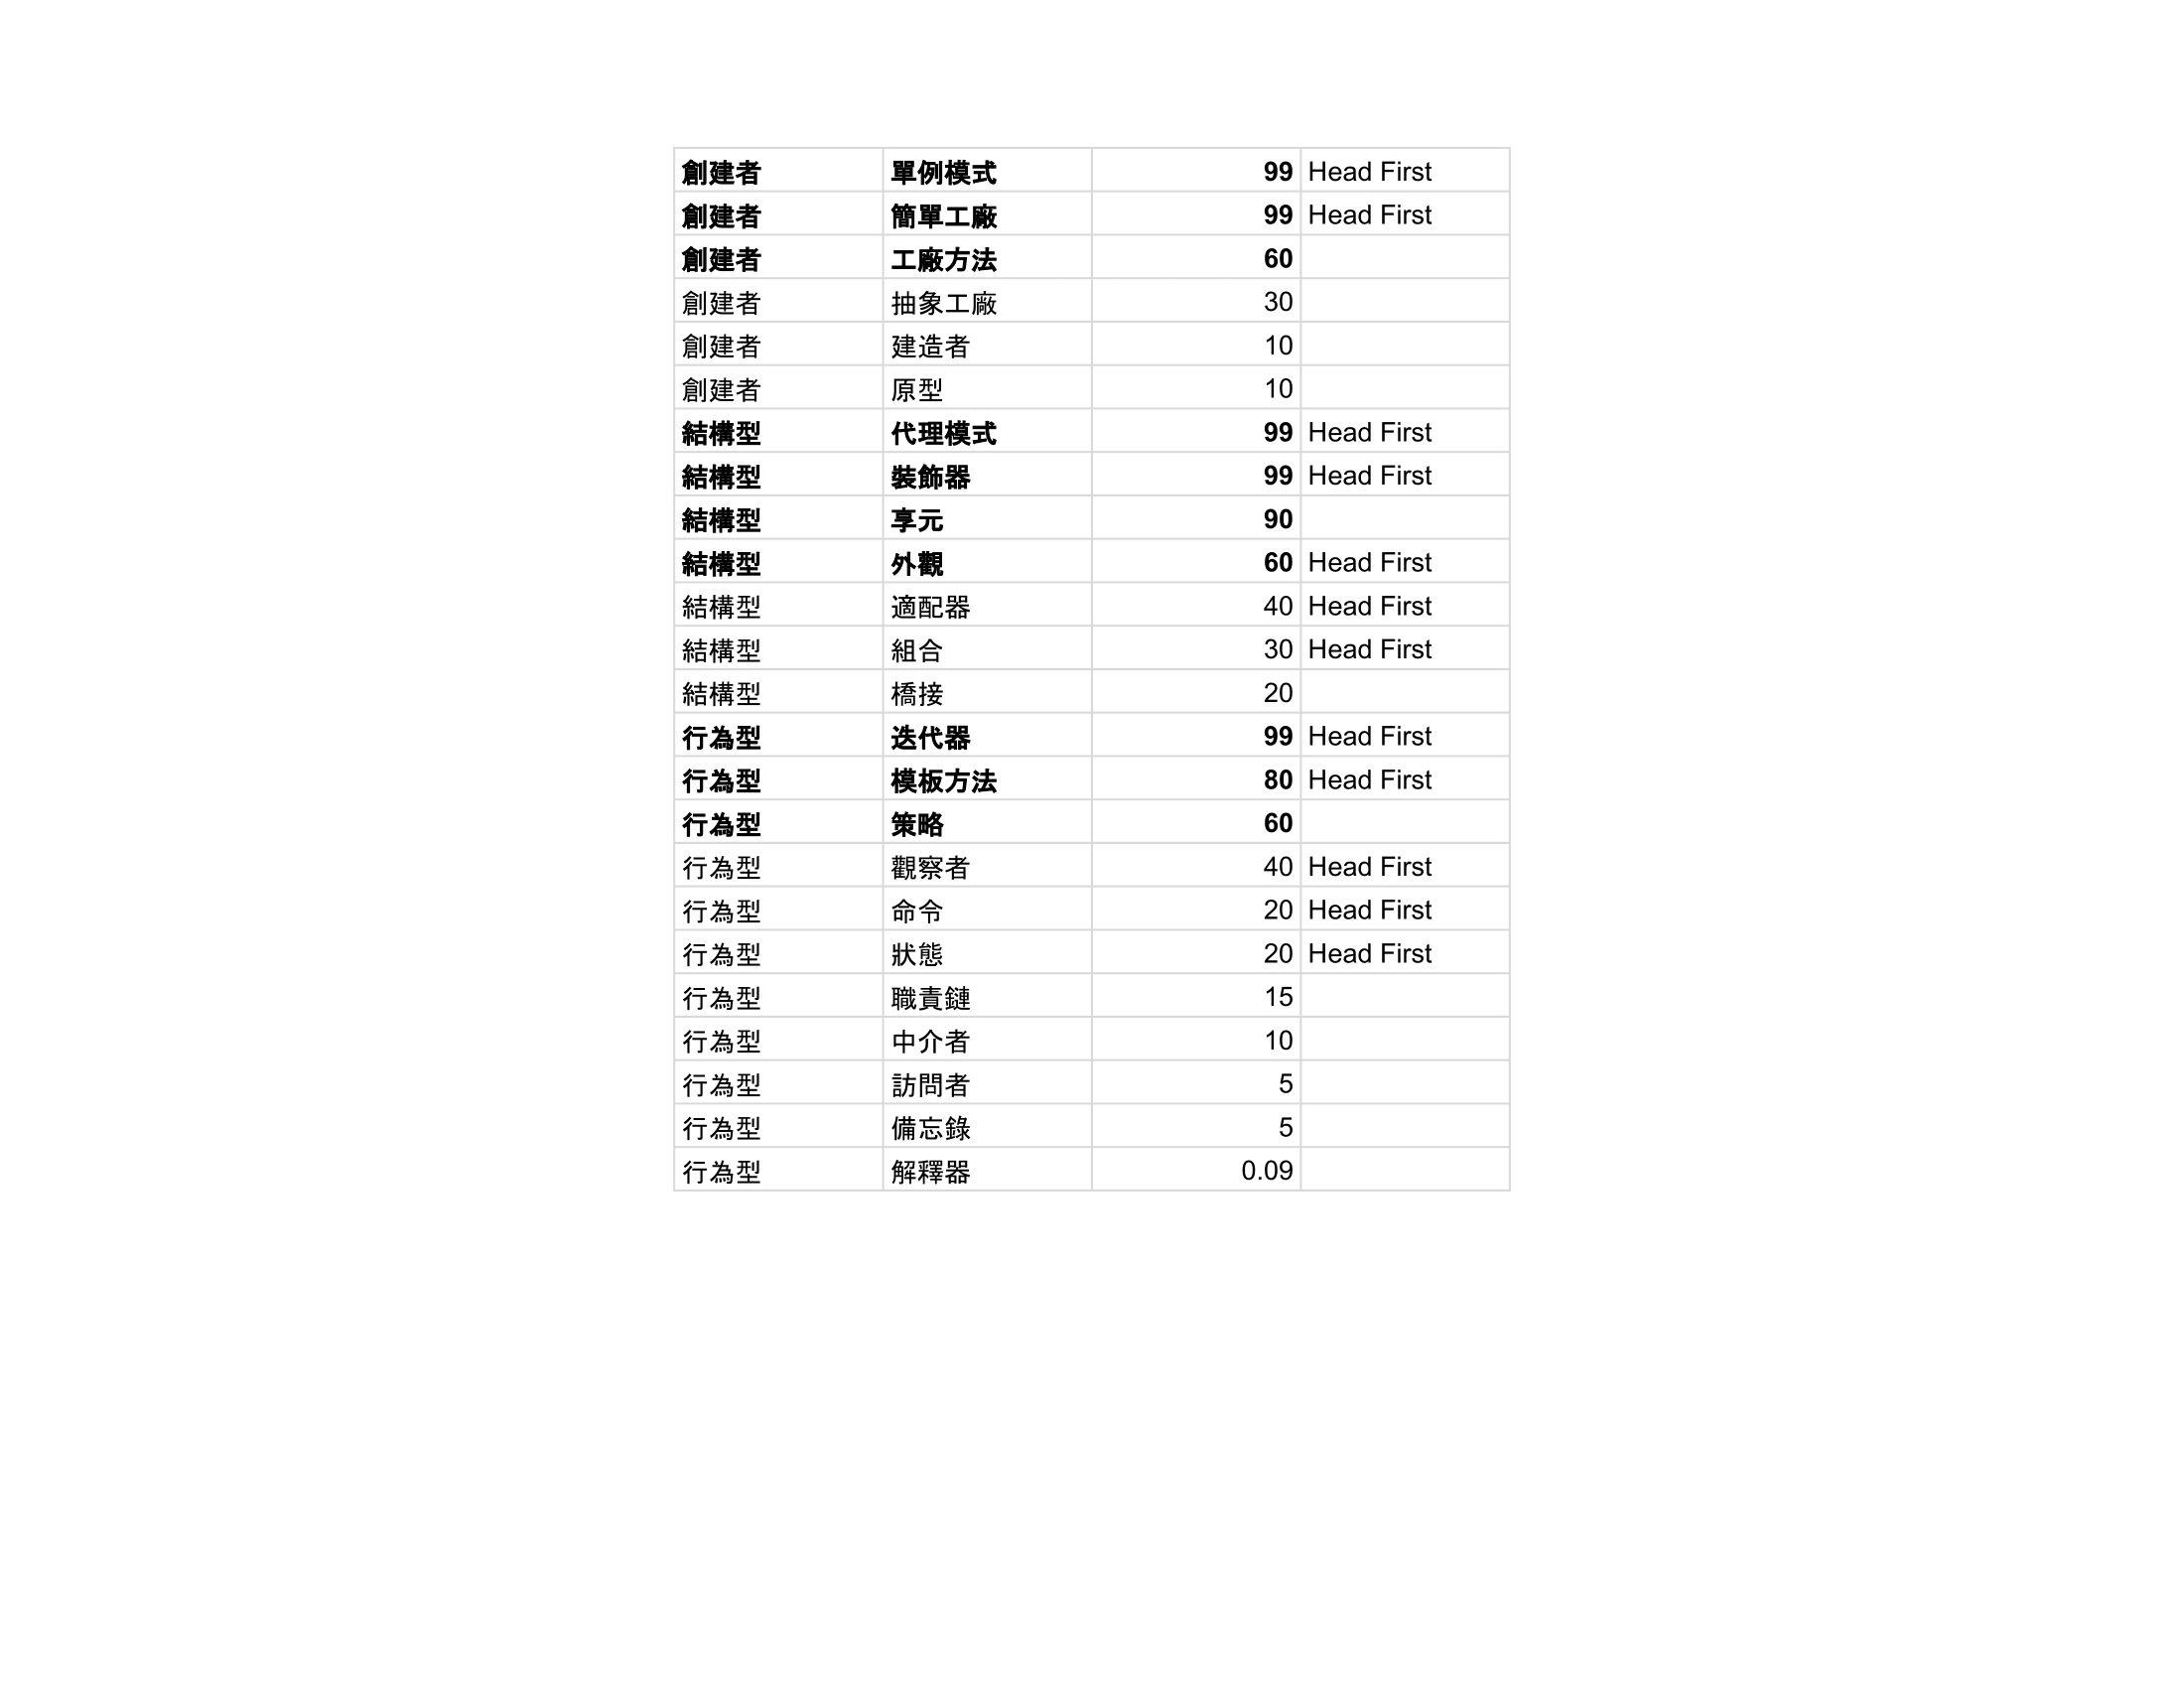 創建者 單例模式 99 Head First
創建者 簡單工廠 99 Head First
創建者 工廠方法 60
創建者 抽象工廠 30
創建者 建造者 10
創建者 原型 10
結構型 代理模式 99 Head First
結構型 裝飾器 99 Head First
結構型 享元 90
結構型 外觀 60 Head First
結構型 適配器 40 Head First
結構型 組合 30 Head First
結構型 橋接 20
行為型 迭代器 99 Head First
行為型 模板方法 80 Head First
行為型 策略 60
行為型 觀察者 40 Head First
行為型 命令 20 Head First
行為型 狀態 20 Head First
行為型 職責鏈 15
行為型 中介者 10
行為型 訪問者 5
行為型 備忘錄 5
行為型 解釋器 0.09